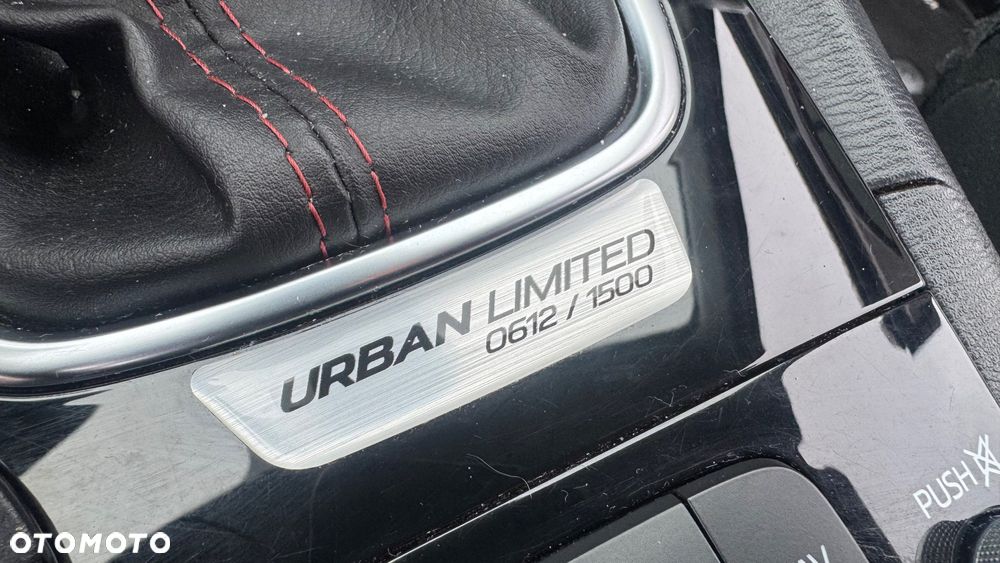 URBAN LIMITED
0612 / 1500
PUSH
OTOMOTO